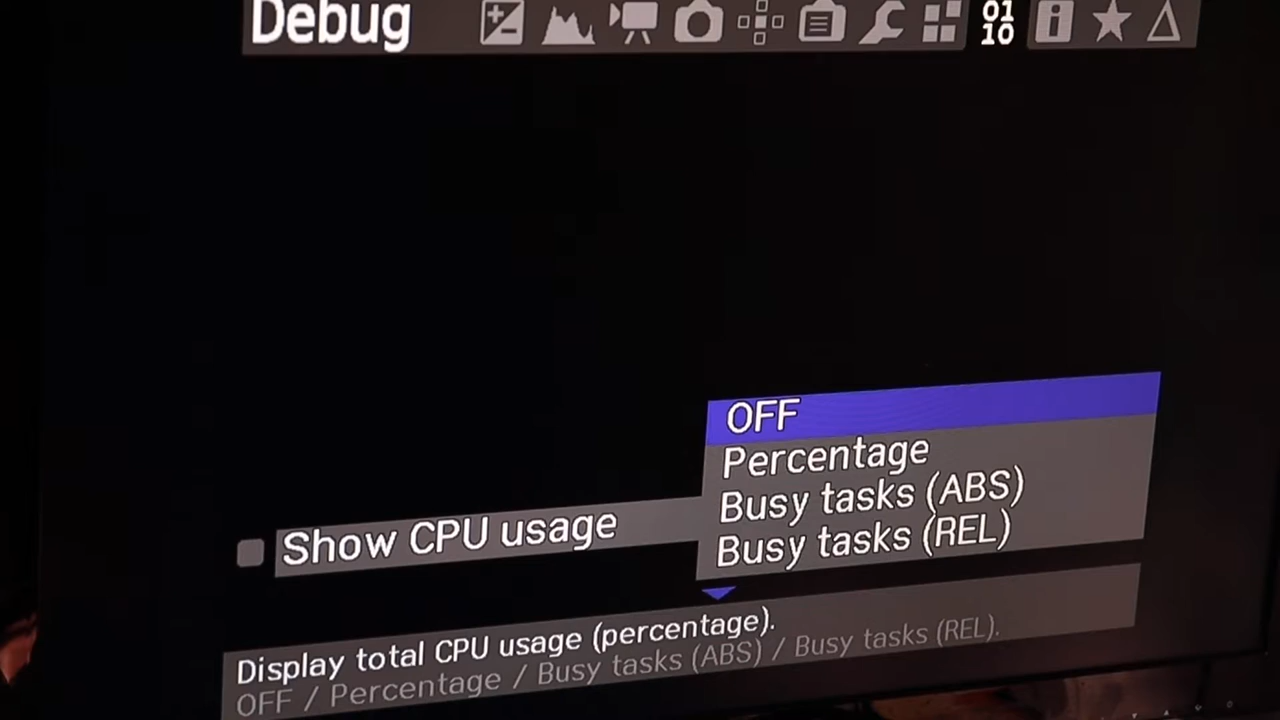 Debug
01
10
OFF
Percentage
Busy tasks (ABS)
Busy tasks (REL)
Show CPU usage
Display total CPU usage (percentage).
OFF / Percentage / Busy tasks (ABS) / Busy tasks (REL).